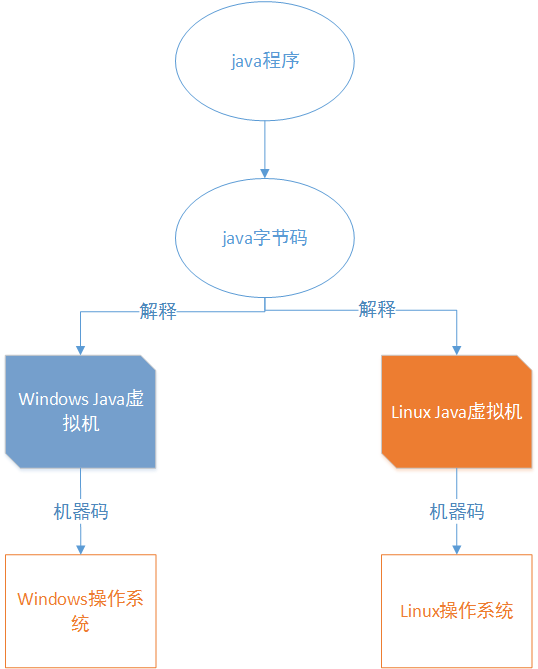 java程序
java字节码
解释
解释
Windows Java虚
拟机
Linux Java虚拟机
机器码
机器码
Windows操作系
统
Linux操作系统